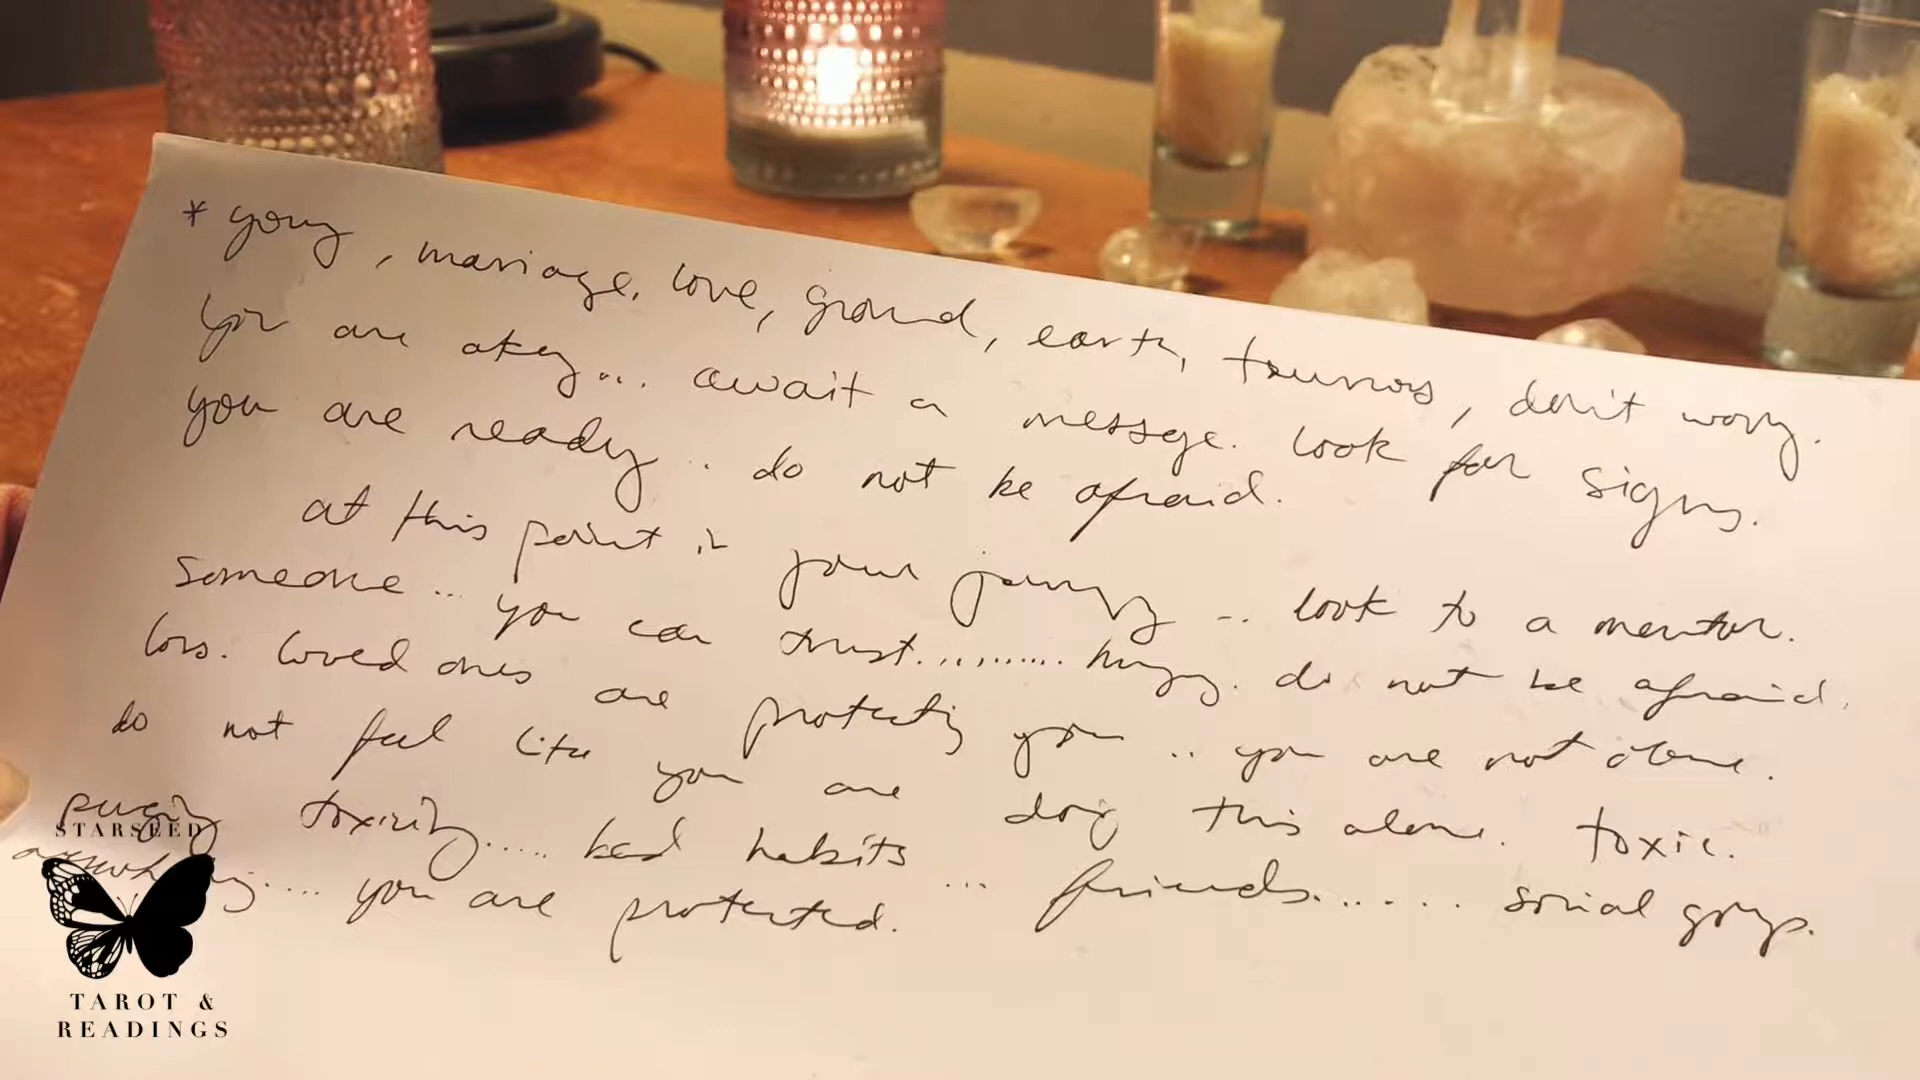 * young, marriage, love, ground, earth, taurus, don't worry.
you are okay... await a message. look for signs.
you are ready.. do not be afraid.
at this point in your journey... look to a mentor.
someone... you can trust.......... do not be afraid.
loss. loved ones are protecting you.. you are not alone.
do not feel like you are doing this alone. toxic.
purging toxicity..... bad habits... friends....... social groups.
.... you are protected.
STARSEED
TAROT &
READINGS